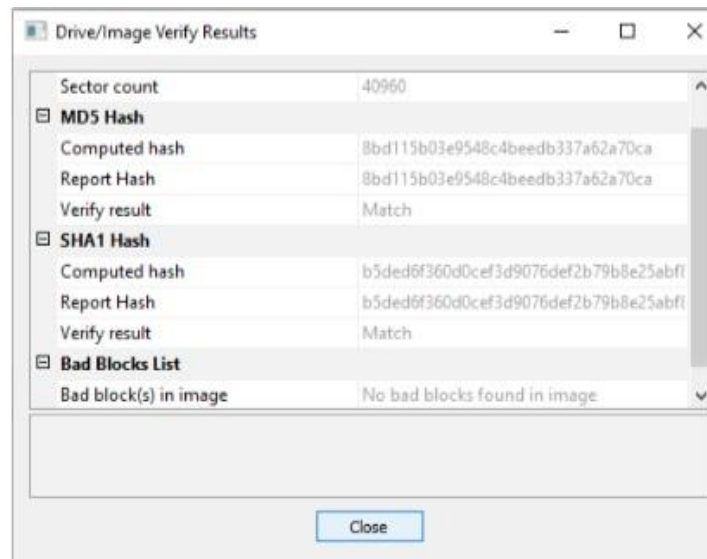 Drive/Image Verify Results
Sector count 40960
MD5 Hash
Computed hash 8bd115b03e9548c4beedb337a62a70ca
Report Hash 8bd115b03e9548c4beedb337a62a70ca
Verify result Match
SHA1 Hash
Computed hash
Report Hash
Verify result Match
Bad Blocks List
Bad block(s) in image No bad blocks found in image
Close